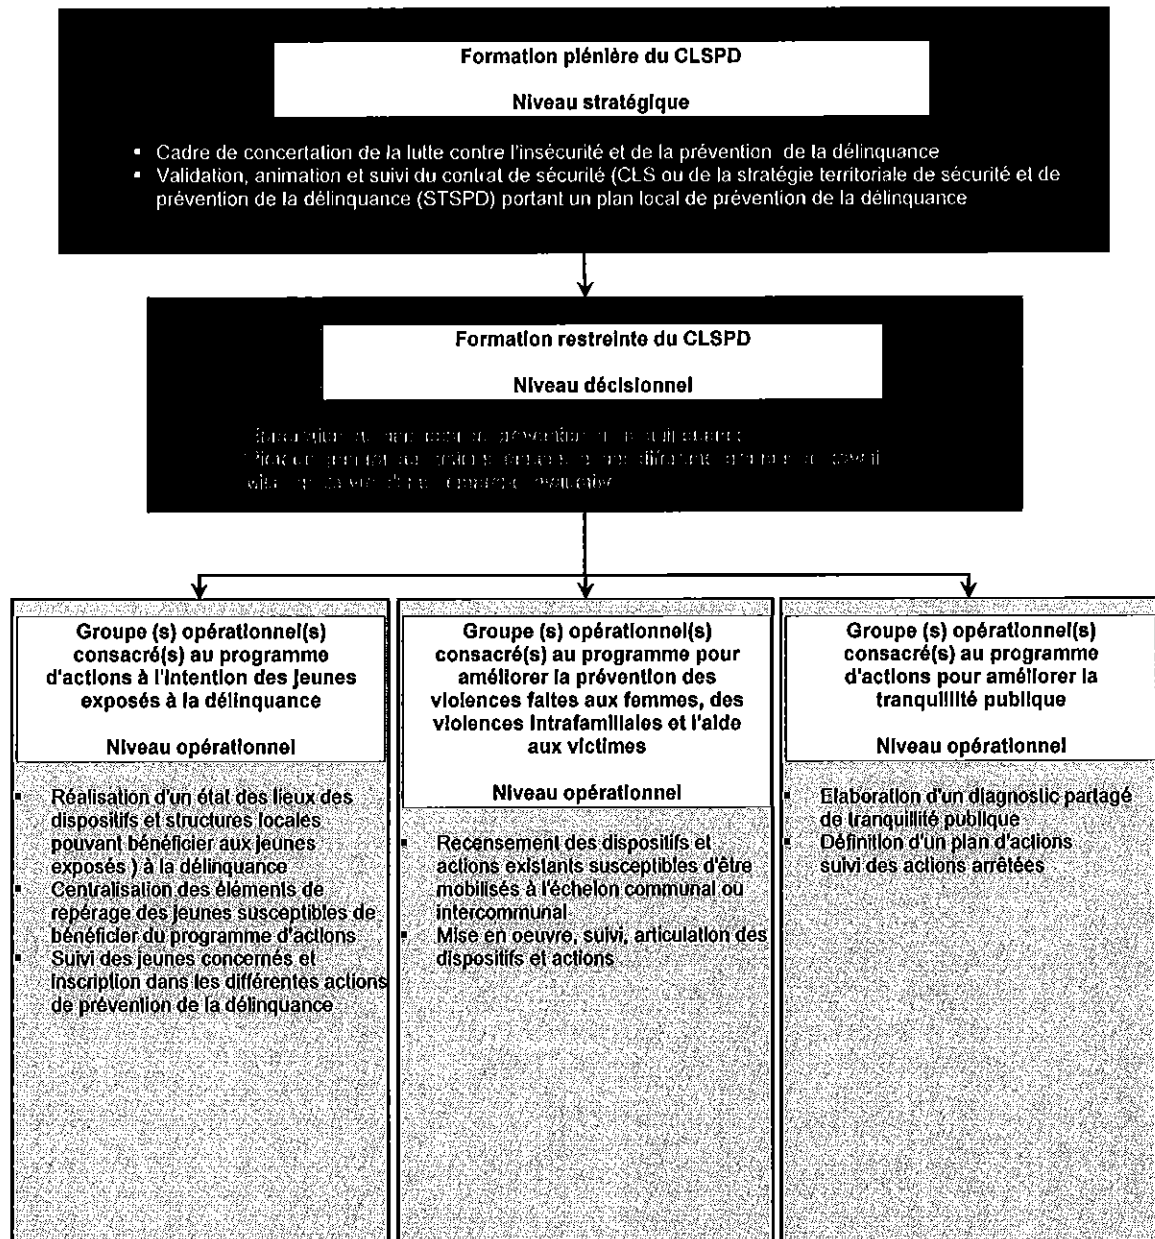 Formation plénière du CLSPD
Niveau stratégique
▪ Cadre de concertation de la lutte contre l'insécurité et de la prévention de la délinquance
▪ Validation, animation et suivi du contrat de sécurité (CLS ou de la stratégie territoriale de sécurité et de
prévention de la délinquance (STSPD) portant un plan local de prévention de la délinquance
Formation restreinte du CLSPD
Niveau décisionnel
prévention
Groupe (s) opérationnel(s)
consacré(s) au programme
d'actions à l'intention des jeunes
exposés à la délinquance
Niveau opérationnel
▪ Réalisation d'un état des lieux des
dispositifs et structures locales
pouvant bénéficier aux jeunes
exposés ) à la délinquance
▪ Centralisation des éléments de
repérage des jeunes susceptibles de
bénéficier du programme d'actions
▪ Suivi des jeunes concernés et
inscription dans les différentes actions
de prévention de la délinquance
Groupe (s) opérationnel(s)
consacré(s) au programme pour
améliorer la prévention des
violences faites aux femmes, des
violences intrafamiliales et l'aide
aux victimes
Niveau opérationnel
▪ Recensement des dispositifs et
actions existants susceptibles d'être
mobilisés à l'échelon communal ou
intercommunal
▪ Mise en oeuvre, suivi, articulation des
dispositifs et actions
Groupe (s) opérationnel(s)
consacré(s) au programme
d'actions pour améliorer la
tranquillité publique
Niveau opérationnel
▪ Elaboration d'un diagnostic partagé
de tranquillité publique
▪ Définition d'un plan d'actions
suivi des actions arrêtées